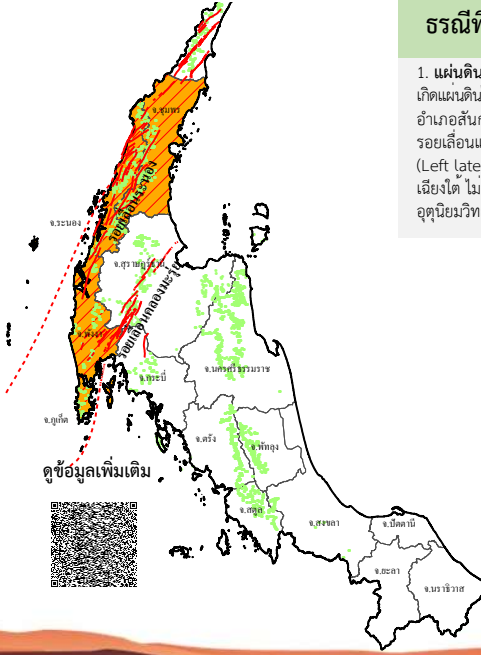 ธรณีพิ
1. แผ่นดิน
เกิดแผ่นดิน
อำเภอสัน
รอยเลื่อนแ
(Left late
เฉียงใต้ ไม่
อุตุนิยมวิท
จ.ชุมพร
รอยเลื่อนระนอง
จ.ระนอง
จ.สุราษฎร์ธานี
รอยเลื่อนคลองมะรุ่ย
จ.พังงา
จ.กระบี่
จ.นครศรีธรรมราช
จ.ภูเก็ต
จ.ตรัง
จ.พัทลุง
ดูข้อมูลเพิ่มเติม
จ.สตูล
จ.สงขลา
จ.ปัตตานี
จ.ยะลา
จ.นราธิวาส